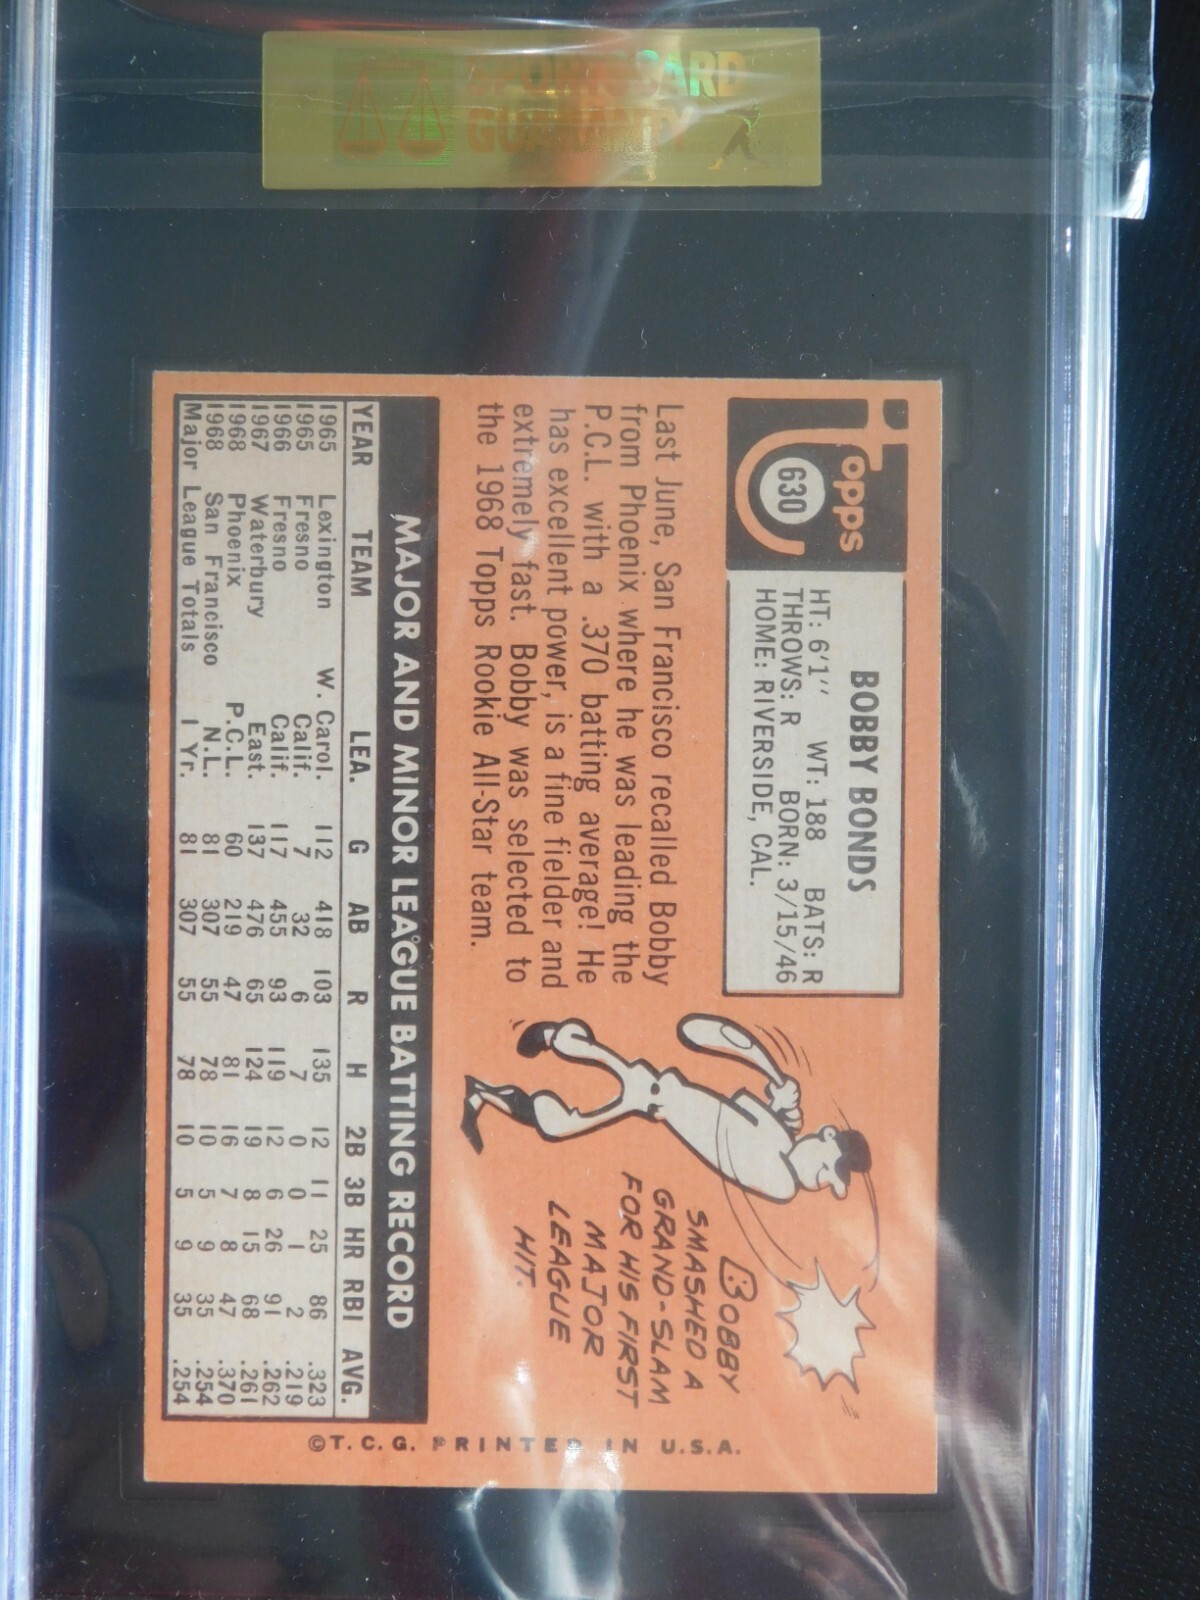 SPORTSCARD
GUARANTY
Topps
630
BOBBY BONDS
HT: 6'1" WT: 188 BATS: R
THROWS: R BORN: 3/15/46
HOME: RIVERSIDE, CAL.
Last June, San Francisco recalled Bobby
from Phoenix where he was leading the
P.C.L. with a .370 batting average! He
has excellent power, is a fine fielder and
extremely fast. Bobby was selected to
the 1968 Topps Rookie All-Star team.
BOBBY
SMASHED A
GRAND-SLAM
FOR HIS FIRST
MAJOR
LEAGUE
HIT.
MAJOR AND MINOR LEAGUE BATTING RECORD
YEAR TEAM LEA. G AB R H 2B 3B HR RBI AVG.
1965 Lexington W. Carol. 112 418 103 135 12 11 25 86 .323
1965 Fresno Calif. 7 32 6 7 0 0 1 2 .219
1966 Fresno Calif. 117 455 93 119 12 6 26 91 .262
1967 Waterbury East. 137 476 65 124 19 8 15 68 .261
1968 Phoenix P.C.L. 60 219 47 81 16 7 8 47 .370
1968 San Francisco N.L. 81 307 55 78 10 5 9 35 .254
Major League Totals 1 Yr. 81 307 55 78 10 5 9 35 .254
©T.C.G. PRINTED IN U.S.A.